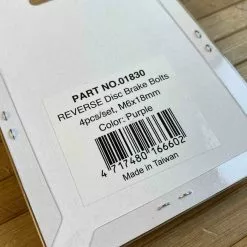 PART NO.01830
REVERSE Disc Brake Bolts
4pcs/set, M6x18mm
Color: Purple
4 717480 166602
Made in Taiwan